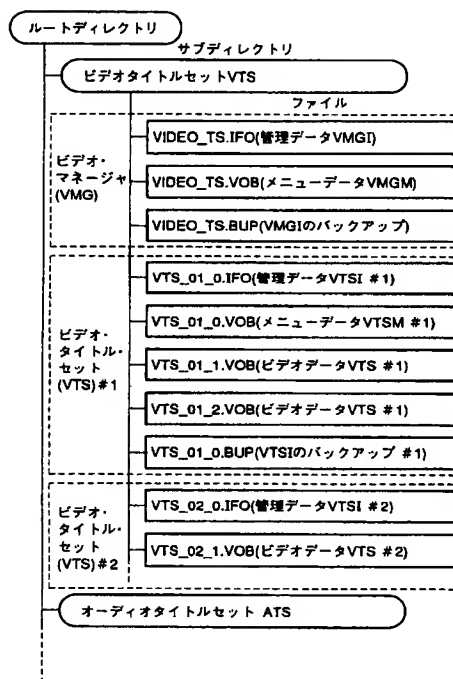 ルートディレクトリ
サブディレクトリ
ビデオタイトルセットVTS
ファイル
ビデオ・
マネージャ
(VMG)
VIDEO_TS.IFO(管理データVMGI)
VIDEO_TS.VOB(メニューデータVMGM)
VIDEO_TS.BUP(VMGIのバックアップ)
ビデオ・
タイトル・
セット
(VTS)#1
VTS_01_0.IFO(管理データVTSI #1)
VTS_01_0.VOB(メニューデータVTSM #1)
VTS_01_1.VOB(ビデオデータVTS #1)
VTS_01_2.VOB(ビデオデータVTS #1)
VTS_01_0.BUP(VTSIのバックアップ #1)
ビデオ・
タイトル・
セット
(VTS)#2
VTS_02_0.IFO(管理データVTSI #2)
VTS_02_1.VOB(ビデオデータVTS #2)
オーディオタイトルセット ATS